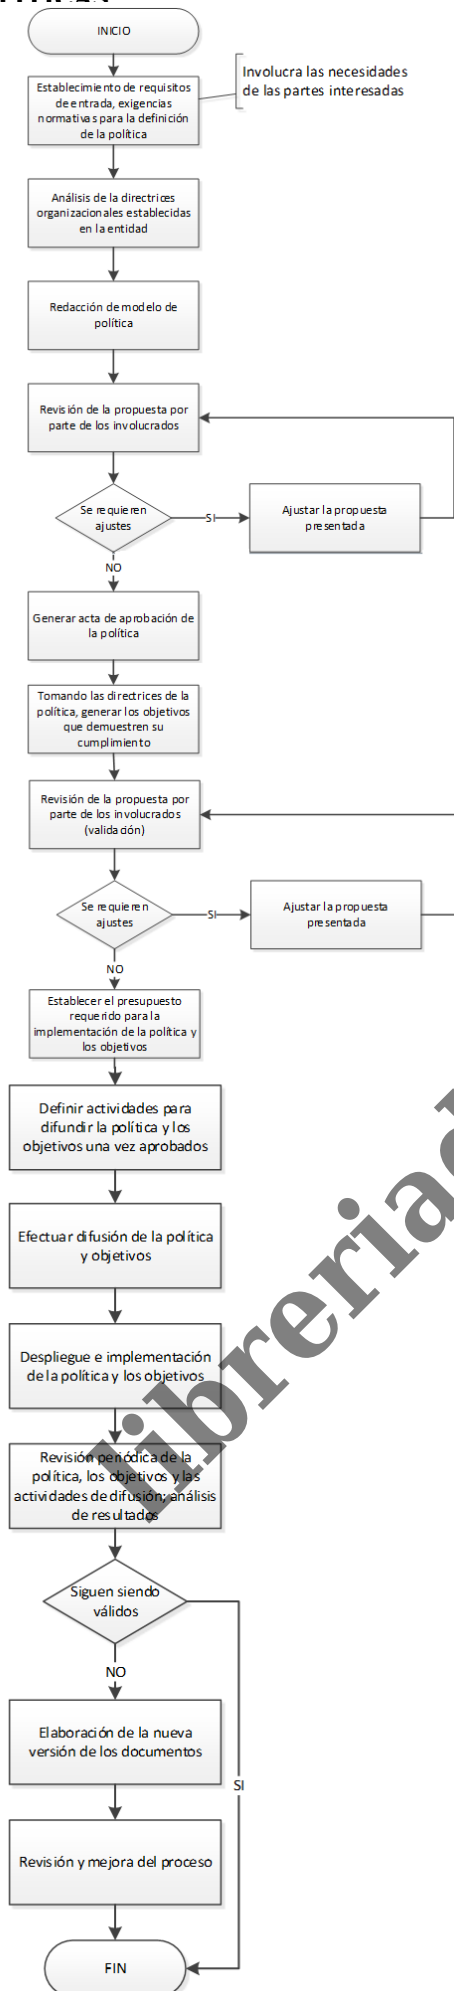 INICIO
Establecimiento de requisitos
de entrada, exigencias
normativas para la definición
de la política
Involucra las necesidades
de las partes interesadas
Análisis de la directrices
organizacionales establecidas
en la entidad
Redacción de modelo de
política
Revisión de la propuesta por
parte de los involucrados
Se requieren
ajustes
SI
Ajustar la propuesta
presentada
NO
Generar acta de aprobación de
la política
Tomando las directrices de la
política, generar los objetivos
que demuestren su
cumplimiento
Revisión de la propuesta por
parte de los involucrados
(validación)
Se requieren
ajustes
SI
Ajustar la propuesta
presentada
NO
Establecer el presupuesto
requerido para la
implementación de la política y
los objetivos
Definir actividades para
difundir la política y los
objetivos una vez aprobados
Efectuar difusión de la política
y objetivos
Despliegue e implementación
de la política y los objetivos
Revisión periódica de la
política, los objetivos y las
actividades de difusión; análisis
de resultados
Siguen siendo
válidos
NO
Elaboración de la nueva
versión de los documentos
SI
Revisión y mejora del proceso
FIN